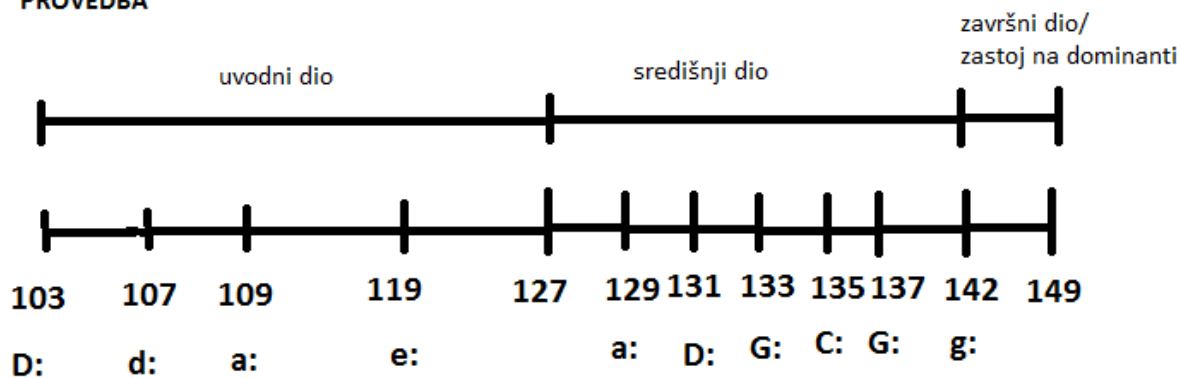 PROVEDBA
završni dio/
zastoj na dominanti
uvodni dio
središnji dio
103 107 109 119 127 129 131 133 135 137 142 149
D: d: a: e: a: D: G: C: G: g: